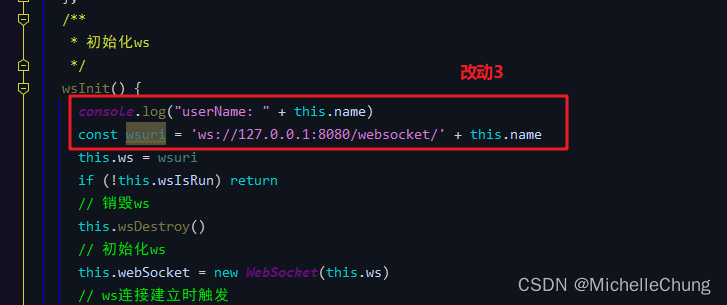 },
/**
* 初始化ws
*/
改动3
wsInit() {
console.log("userName: " + this.name)
const wsuri = 'ws://127.0.0.1:8080/websocket/' + this.name
this.ws = wsuri
if (!this.wsIsRun) return
// 销毁ws
this.wsDestroy()
// 初始化ws
this.webSocket = new WebSocket(this.ws)
// ws连接建立时触发
CSDN @MichelleChung